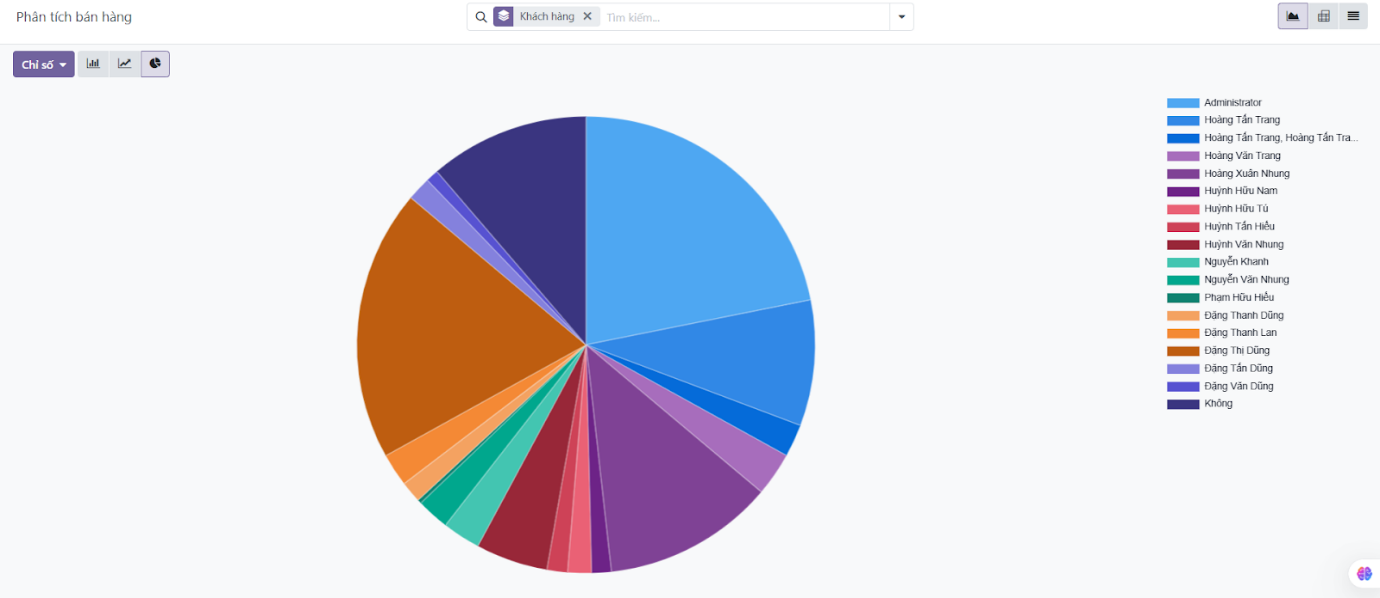 Phân tích bán hàng
Khách hàng
Tìm kiếm...
Chỉ số
Administrator
Hoàng Tấn Trang
Hoàng Tấn Trang, Hoàng Tấn Tra...
Hoàng Văn Trang
Hoàng Xuân Nhung
Huỳnh Hữu Nam
Huỳnh Hữu Tú
Huỳnh Tấn Hiếu
Huỳnh Văn Nhung
Nguyễn Khanh
Nguyễn Văn Nhung
Phạm Hữu Hiếu
Đặng Thanh Dũng
Đặng Thanh Lan
Đặng Thị Dũng
Đặng Tấn Dũng
Đặng Văn Dũng
Không